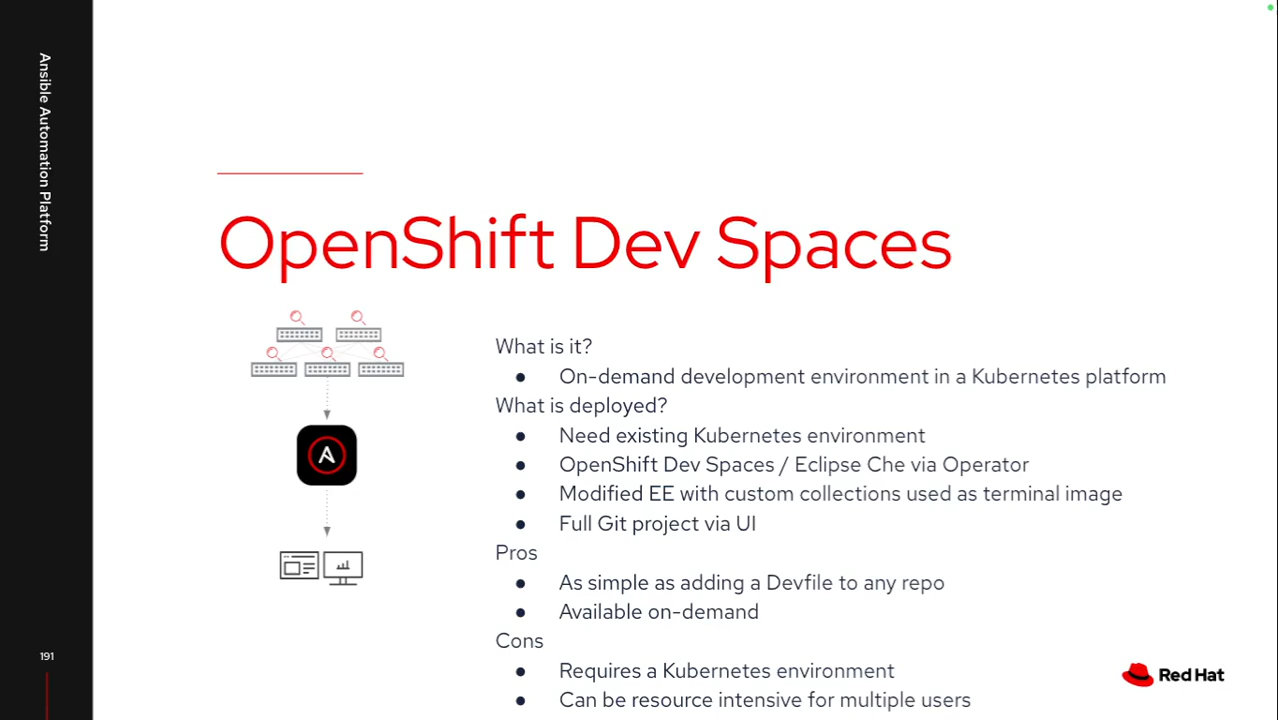 Ansible Automation Platform
OpenShift Dev Spaces
What is it?
● On-demand development environment in a Kubernetes platform
What is deployed?
● Need existing Kubernetes environment
● OpenShift Dev Spaces / Eclipse Che via Operator
● Modified EE with custom collections used as terminal image
● Full Git project via UI
Pros
● As simple as adding a Devfile to any repo
● Available on-demand
Cons
● Requires a Kubernetes environment
● Can be resource intensive for multiple users
191
Red Hat